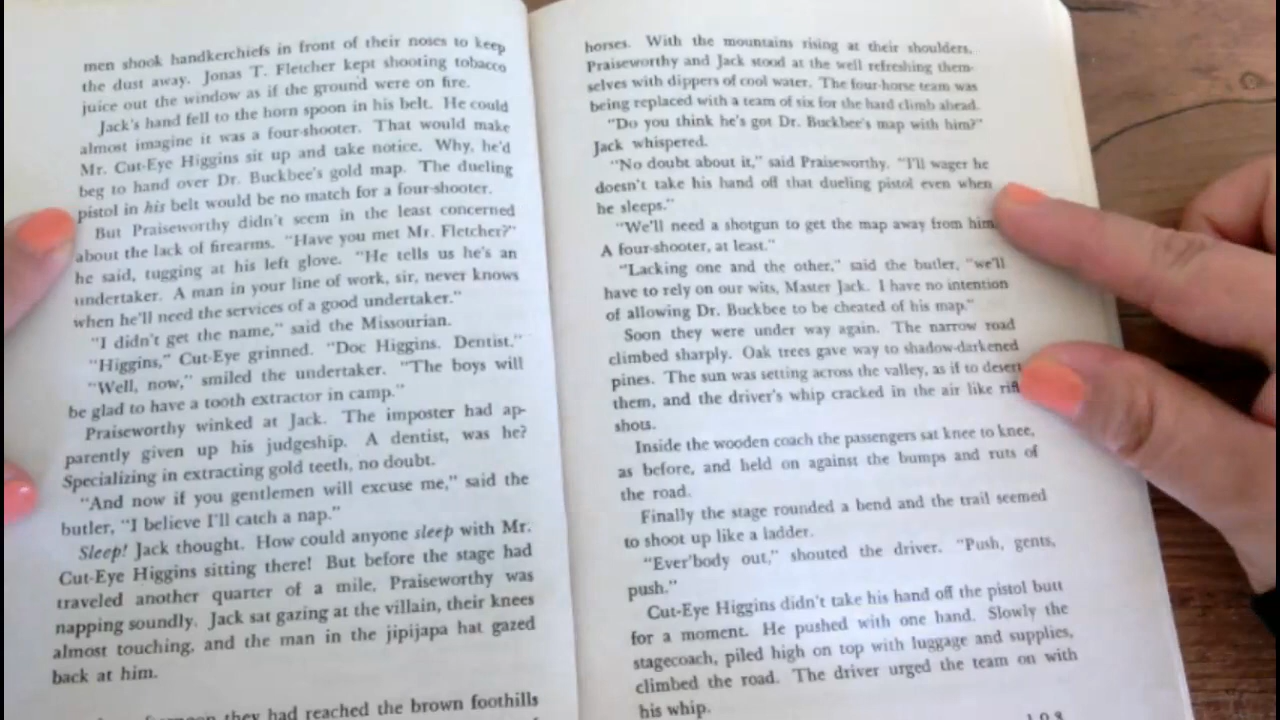 men shook handkerchiefs in front of their noses to keep
the dust away. Jonas T. Fletcher kept shooting tobacco
juice out the window as if the ground were on fire.
Jack's hand fell to the horn spoon in his belt. He could
almost imagine it was a four-shooter. That would make
Mr. Cut-Eye Higgins sit up and take notice. Why, he'd
beg to hand over Dr. Buckbee's gold map. The dueling
pistol in his belt would be no match for a four-shooter.
But Praiseworthy didn't seem in the least concerned
about the lack of firearms. "Have you met Mr. Fletcher?"
he said, tugging at his left glove. "He tells us he's an
undertaker. A man in your line of work, sir, never knows
when he'll need the services of a good undertaker."
"I didn't get the name," said the Missourian.
"Higgins," Cut-Eye grinned. "Doc Higgins. Dentist."
"Well, now," smiled the undertaker. "The boys will
be glad to have a tooth extractor in camp."
Praiseworthy winked at Jack. The imposter had ap-
parently given up his judgeship. A dentist, was he?
Specializing in extracting gold teeth, no doubt.
"And now if you gentlemen will excuse me," said the
butler, "I believe I'll catch a nap."
Sleep! Jack thought. How could anyone sleep with Mr.
Cut-Eye Higgins sitting there! But before the stage had
traveled another quarter of a mile, Praiseworthy was
napping soundly. Jack sat gazing at the villain, their knees
almost touching, and the man in the jipijapa hat gazed
back at him.
they had reached the brown foothills
horses. With the mountains rising at their shoulders,
Praiseworthy and Jack stood at the well refreshing them-
selves with dippers of cool water. The four-horse team was
being replaced with a team of six for the hard climb ahead.
"Do you think he's got Dr. Buckbee's map with him?"
Jack whispered.
"No doubt about it," said Praiseworthy. "I'll wager he
doesn't take his hand off that dueling pistol even when
he sleeps."
"We'll need a shotgun to get the map away from him.
A four-shooter, at least."
"Lacking one and the other," said the butler, "we'll
have to rely on our wits, Master Jack. I have no intention
of allowing Dr. Buckbee to be cheated of his map."
Soon they were under way again. The narrow road
climbed sharply. Oak trees gave way to shadow-darkened
pines. The sun was setting across the valley, as if to desert
them, and the driver's whip cracked in the air like rifle
shots.
Inside the wooden coach the passengers sat knee to knee,
as before, and held on against the bumps and ruts of
the road.
Finally the stage rounded a bend and the trail seemed
to shoot up like a ladder.
"Ever'body out," shouted the driver. "Push, gents,
push."
Cut-Eye Higgins didn't take his hand off the pistol butt
for a moment. He pushed with one hand. Slowly the
stagecoach, piled high on top with luggage and supplies,
climbed the road. The driver urged the team on with
his whip.